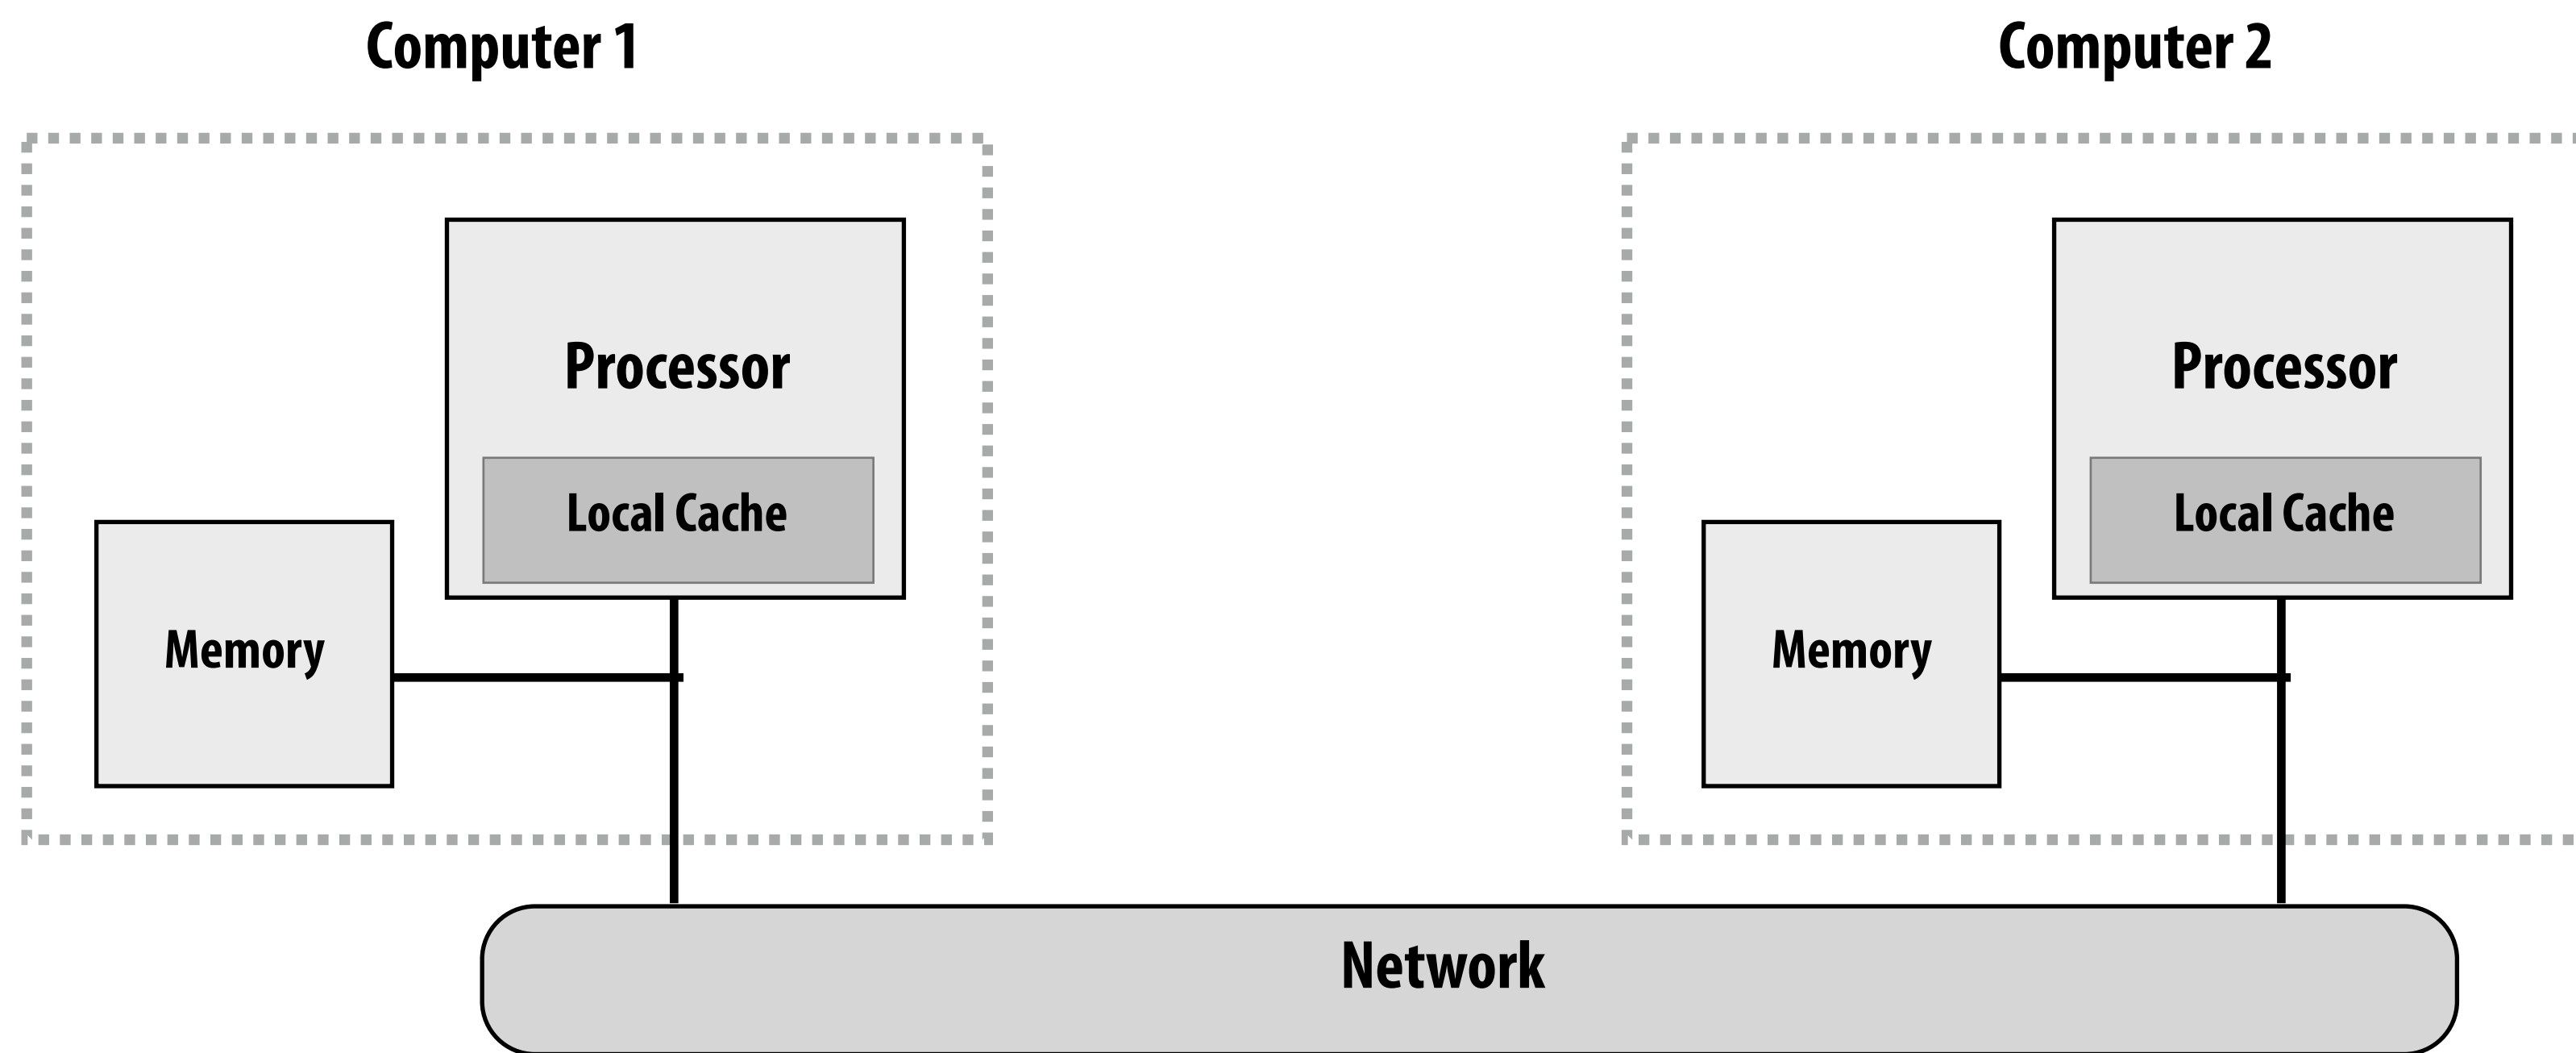 Computer 1
Computer 2
Processor
Local Cache
Memory
Processor
Local Cache
Memory
Network